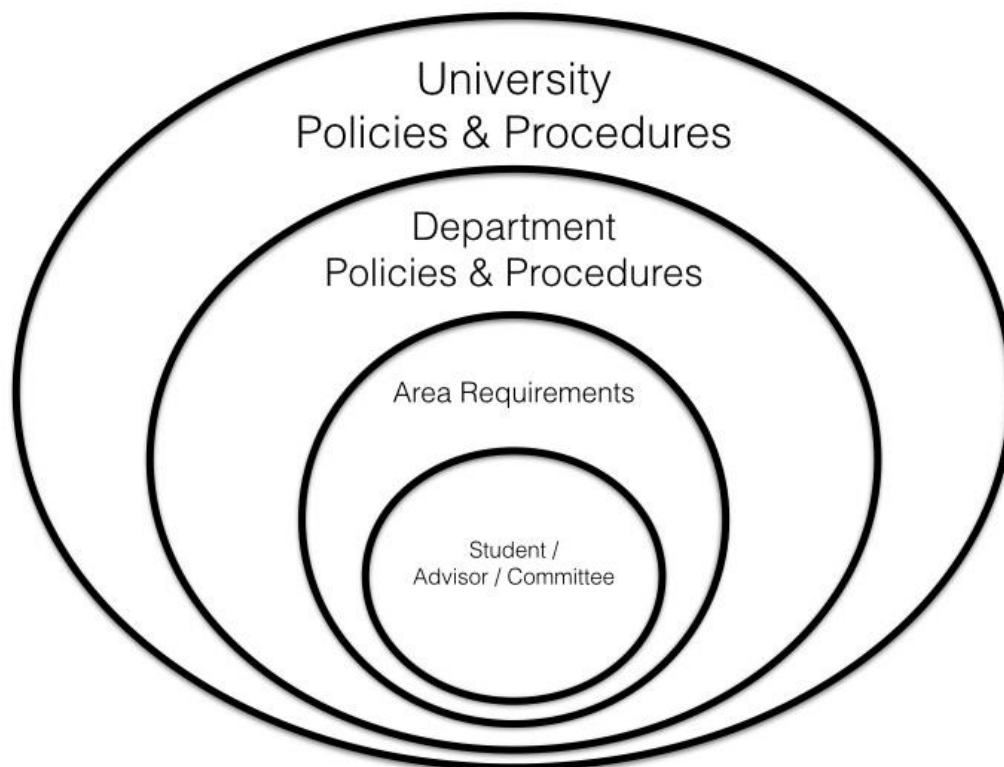 University
Policies & Procedures
Department
Policies & Procedures
Area Requirements
Student /
Advisor / Committee